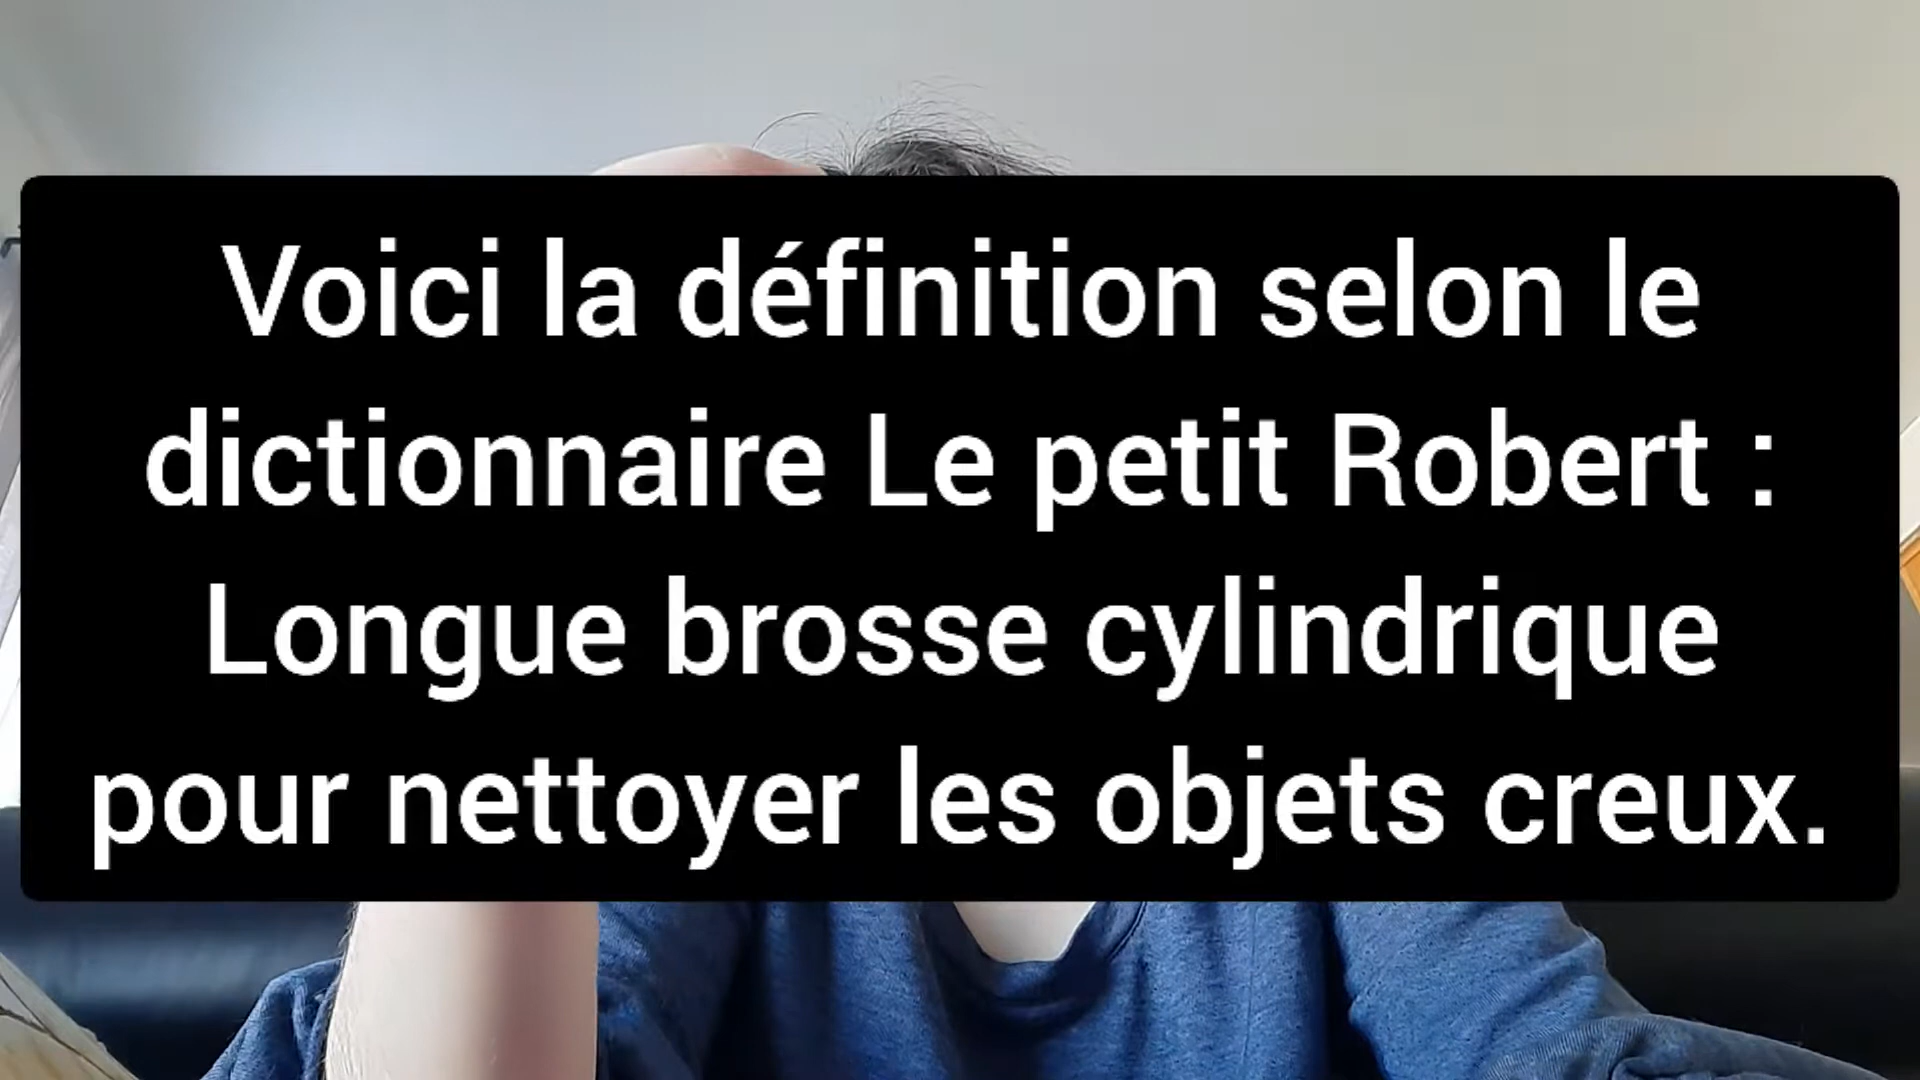 Voici la définition selon le
dictionnaire Le petit Robert :
Longue brosse cylindrique
pour nettoyer les objets creux.